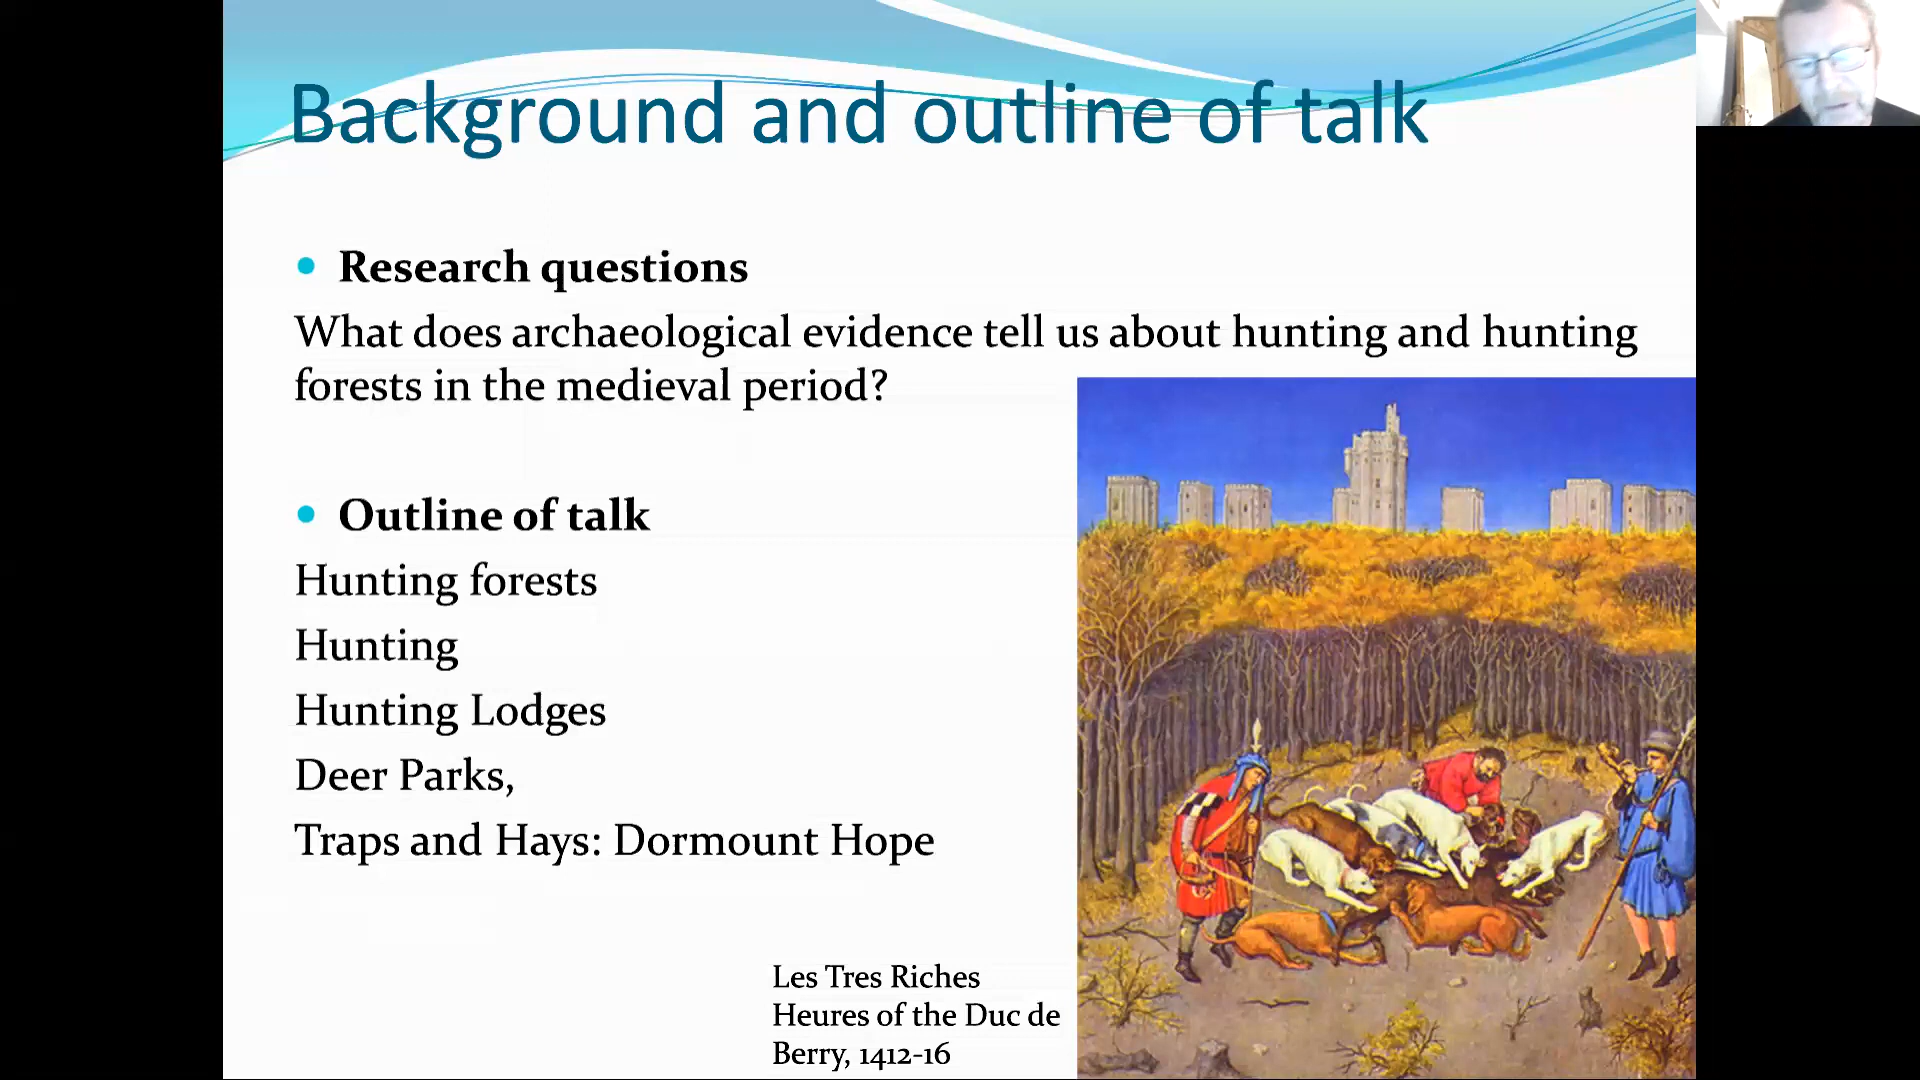 Background and outline of talk
Research questions
What does archaeological evidence tell us about hunting and hunting
forests in the medieval period?
Outline of talk
Hunting forests
Hunting
Hunting Lodges
Deer Parks,
Traps and Hays: Dormount Hope
Les Tres Riches
Heures of the Duc de
Berry, 1412-16